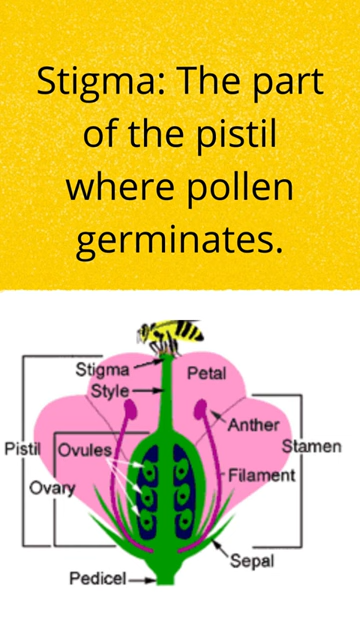 Stigma: The part
of the pistil
where pollen
germinates.
Stigma
Petal
Style
Anther
Pistil
Ovules
Stamen
Filament
Ovary
Sepal
Pedicel